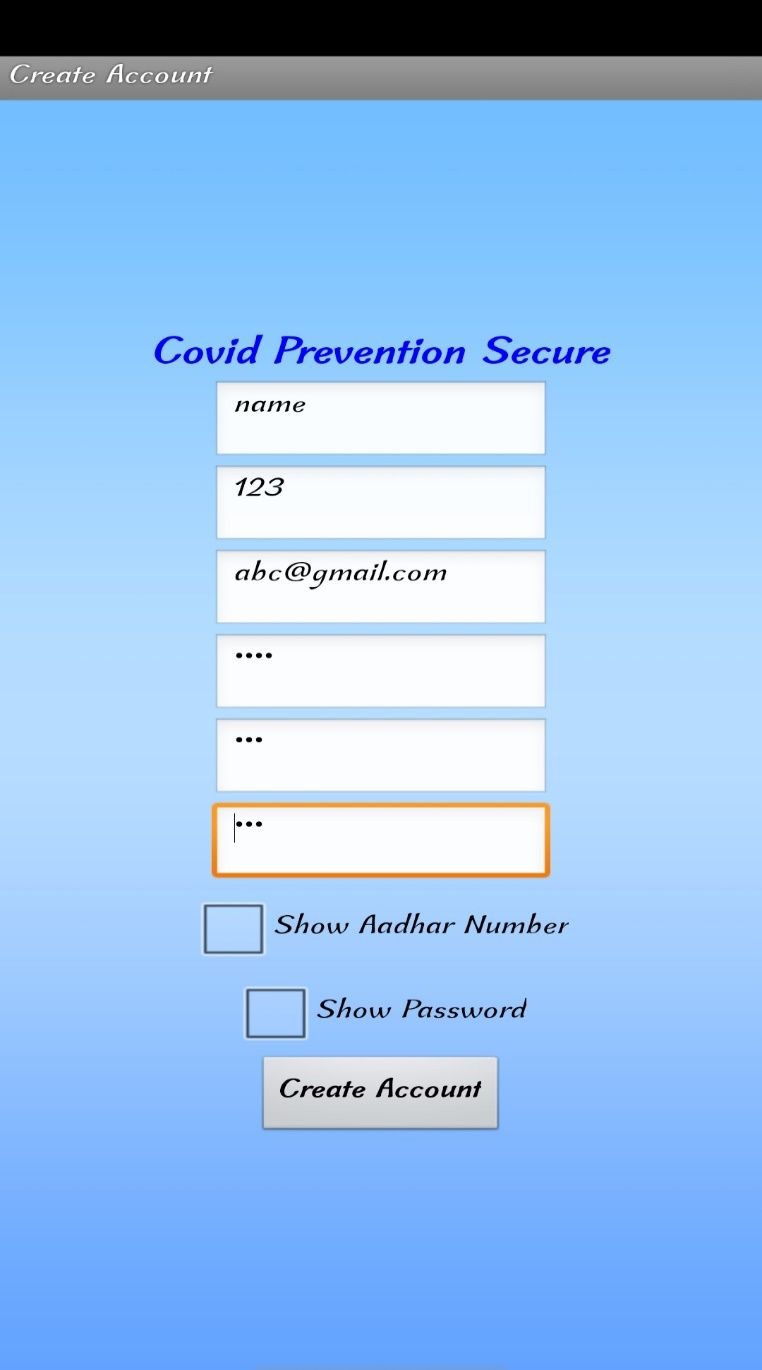 Create Account
Covid Prevention Secure
name
123
abc@gmail.com
••••
•••
•••
Show Aadhar Number
Show Password
Create Account